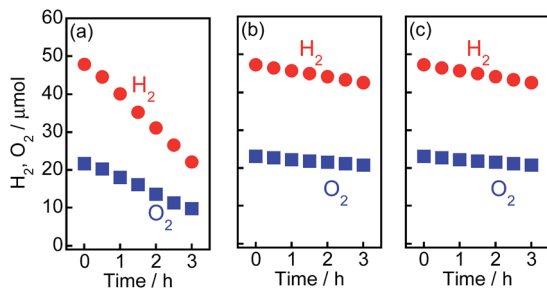 H₂, O₂ / μmol
60
50
40
30
20
10
0
(a)
H₂
O₂
0 1 2 3
Time / h
(b)
H₂
O₂
0 1 2 3
Time / h
(c)
H₂
O₂
0 1 2 3
Time / h